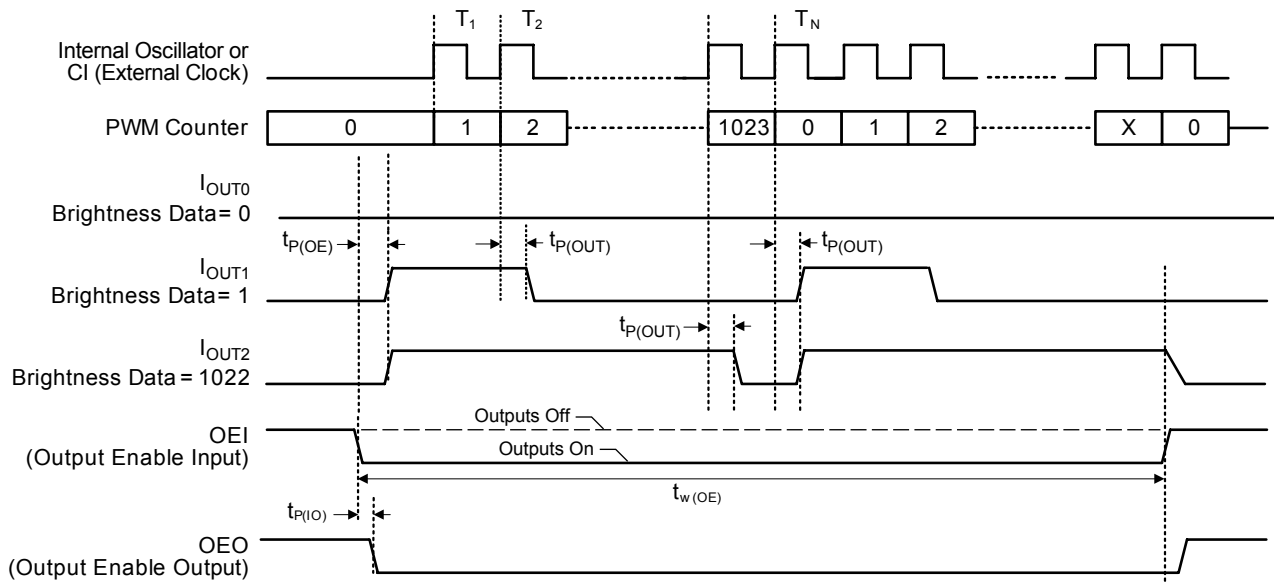 T1 T2 TN
Internal Oscillator or
CI (External Clock)
PWM Counter 0 1 2 1023 0 1 2 X 0
IOUT0
Brightness Data= 0
tP(OE) tP(OUT) tP(OUT)
IOUT1
Brightness Data= 1
tP(OUT)
IOUT2
Brightness Data = 1022
Outputs Off
OEI
(Output Enable Input)
Outputs On
tw(OE)
tP(IO)
OEO
(Output Enable Output)